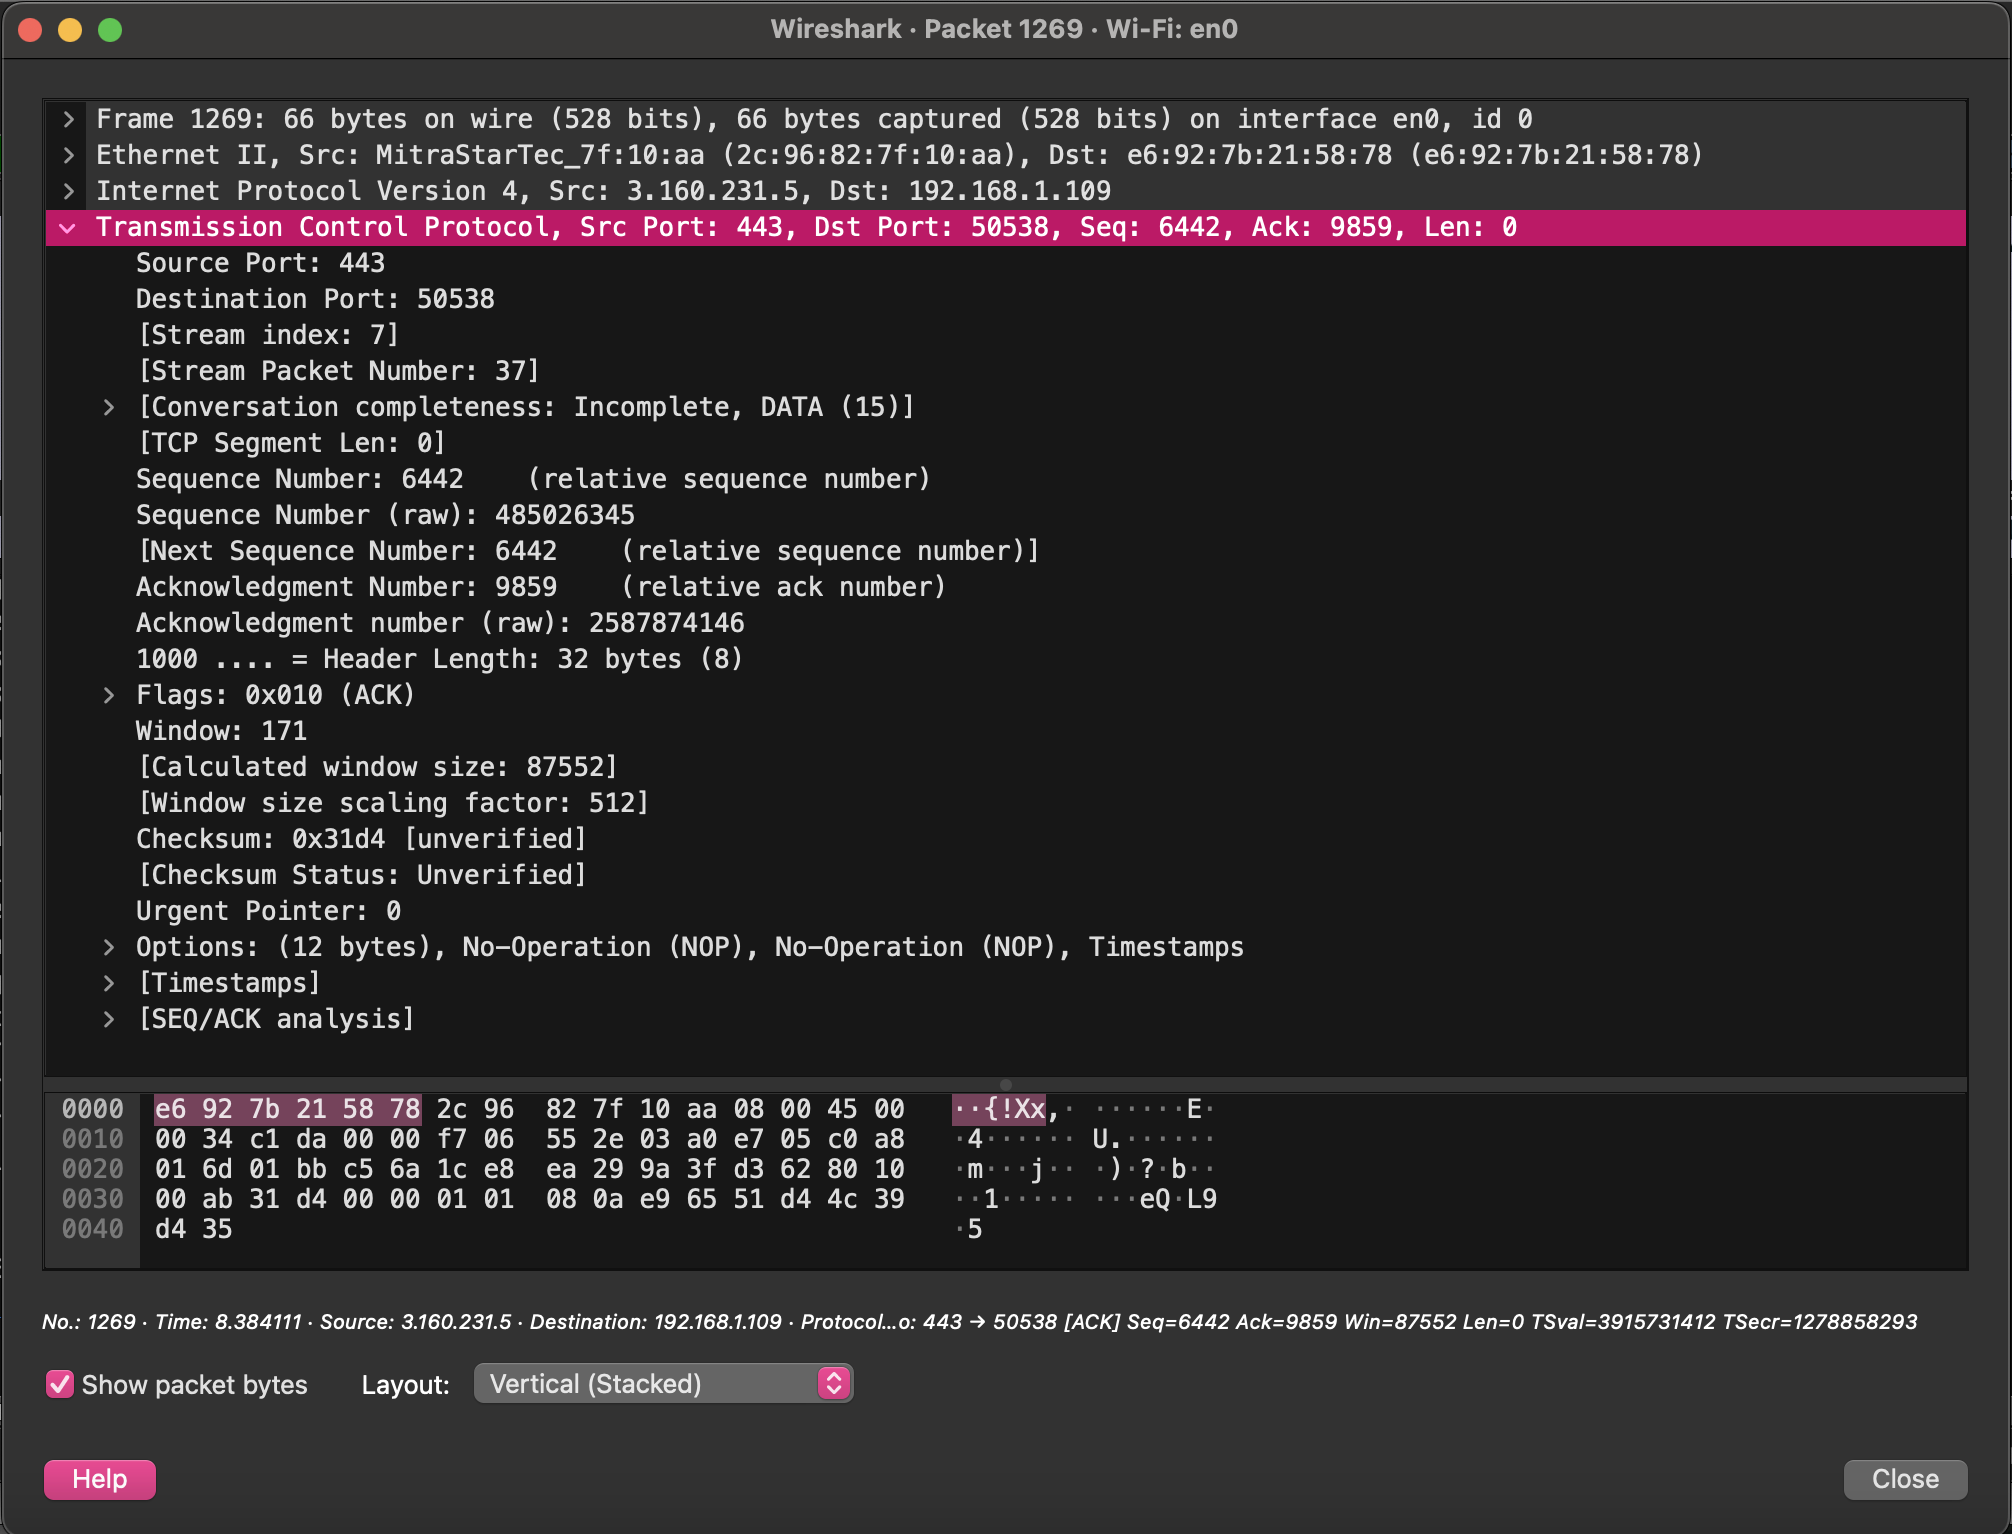 Wireshark · Packet 1269 · Wi-Fi: en0
Frame 1269: 66 bytes on wire (528 bits), 66 bytes captured (528 bits) on interface en0, id 0
Ethernet II, Src: MitraStarTec_7f:10:aa (2c:96:82:7f:10:aa), Dst: e6:92:7b:21:58:78 (e6:92:7b:21:58:78)
Internet Protocol Version 4, Src: 3.160.231.5, Dst: 192.168.1.109
Transmission Control Protocol, Src Port: 443, Dst Port: 50538, Seq: 6442, Ack: 9859, Len: 0
Source Port: 443
Destination Port: 50538
[Stream index: 7]
[Stream Packet Number: 37]
[Conversation completeness: Incomplete, DATA (15)]
[TCP Segment Len: 0]
Sequence Number: 6442    (relative sequence number)
Sequence Number (raw): 485026345
[Next Sequence Number: 6442    (relative sequence number)]
Acknowledgment Number: 9859    (relative ack number)
Acknowledgment number (raw): 2587874146
1000 .... = Header Length: 32 bytes (8)
Flags: 0x010 (ACK)
Window: 171
[Calculated window size: 87552]
[Window size scaling factor: 512]
Checksum: 0x31d4 [unverified]
[Checksum Status: Unverified]
Urgent Pointer: 0
Options: (12 bytes), No-Operation (NOP), No-Operation (NOP), Timestamps
[Timestamps]
[SEQ/ACK analysis]
0000 e6 92 7b 21 58 78 2c 96 82 7f 10 aa 08 00 45 00 ··{!Xx,· ······E·
0010 00 34 c1 da 00 00 f7 06 55 2e 03 a0 e7 05 c0 a8 ·4······ U.······
0020 01 6d 01 bb c5 6a 1c e8 ea 29 9a 3f d3 62 80 10 ·m···j·· ·)·?·b··
0030 00 ab 31 d4 00 00 01 01 08 0a e9 65 51 d4 4c 39 ··1····· ···eQ·L9
0040 d4 35 ·5
No.: 1269 · Time: 8.384111 · Source: 3.160.231.5 · Destination: 192.168.1.109 · Protocol...o: 443 → 50538 [ACK] Seq=6442 Ack=9859 Win=87552 Len=0 TSval=3915731412 TSecr=1278858293
Show packet bytes Layout: Vertical (Stacked)
Help Close